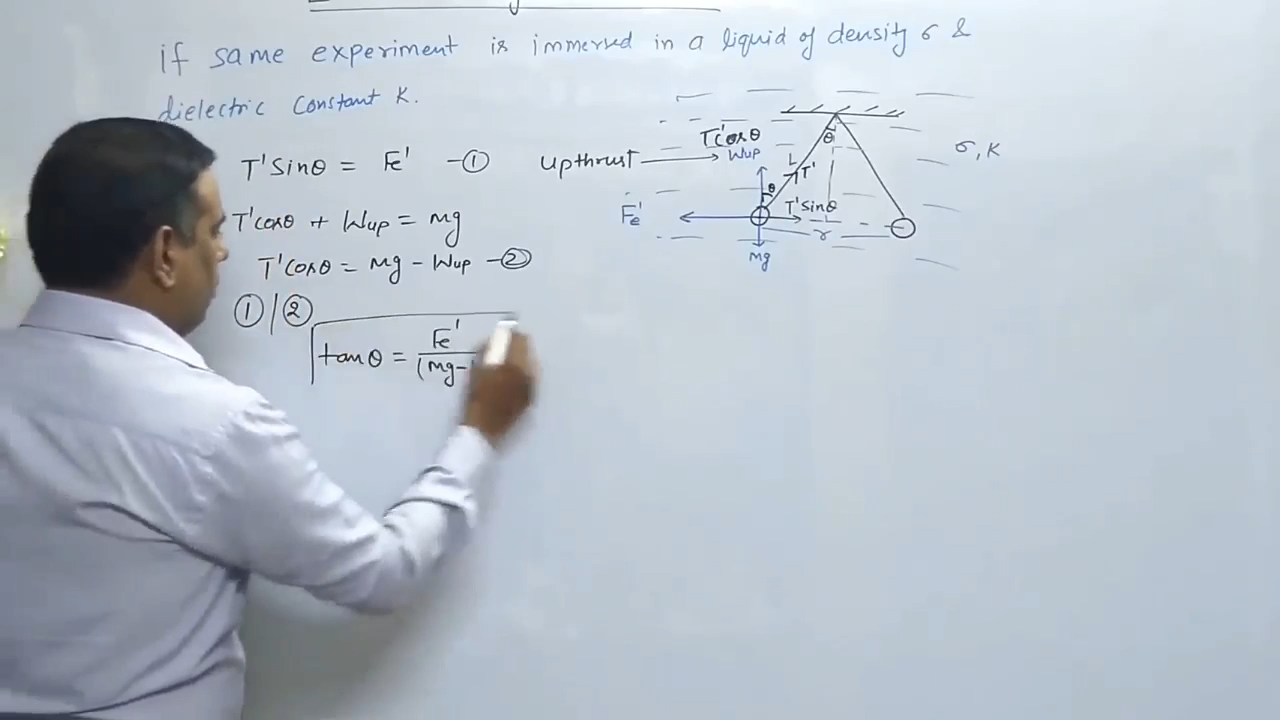 if same experiment is immersed in a liquid of density σ &
dielectric constant K.
T'Sinθ = Fe' -①
T'cosθ + Wup = mg
T'cosθ = mg - Wup -②
① / ②
tanθ = Fe' / (mg-
Upthrust
T'cosθ
Wup
θ
L
T'
θ
T'Sinθ
Fe'
r
mg
σ, K